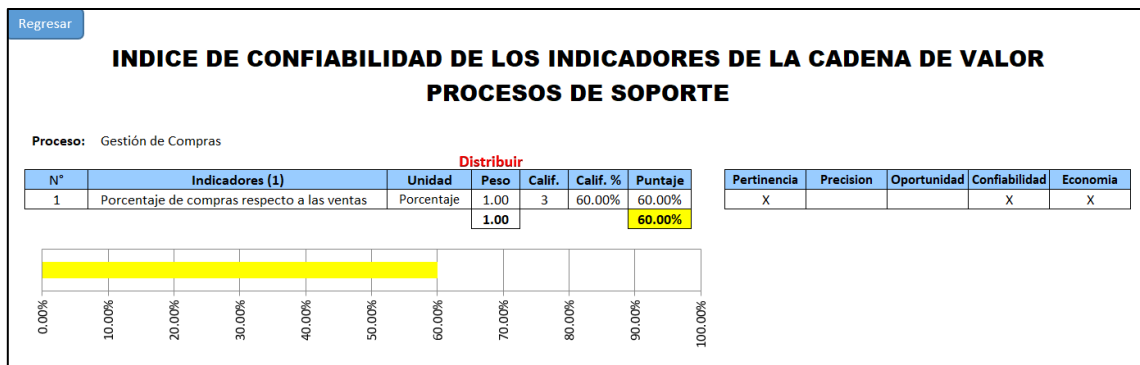 Regresar
INDICE DE CONFIABILIDAD DE LOS INDICADORES DE LA CADENA DE VALOR
PROCESOS DE SOPORTE
Proceso: Gestión de Compras
Distribuir
N° Indicadores (1) Unidad Peso Calif. Calif. % Puntaje Pertinencia Precision Oportunidad Confiabilidad Economia
1 Porcentaje de compras respecto a las ventas Porcentaje 1.00 3 60.00% 60.00% X X X
1.00 60.00%
0.00% 10.00% 20.00% 30.00% 40.00% 50.00% 60.00% 70.00% 80.00% 90.00% 100.00%